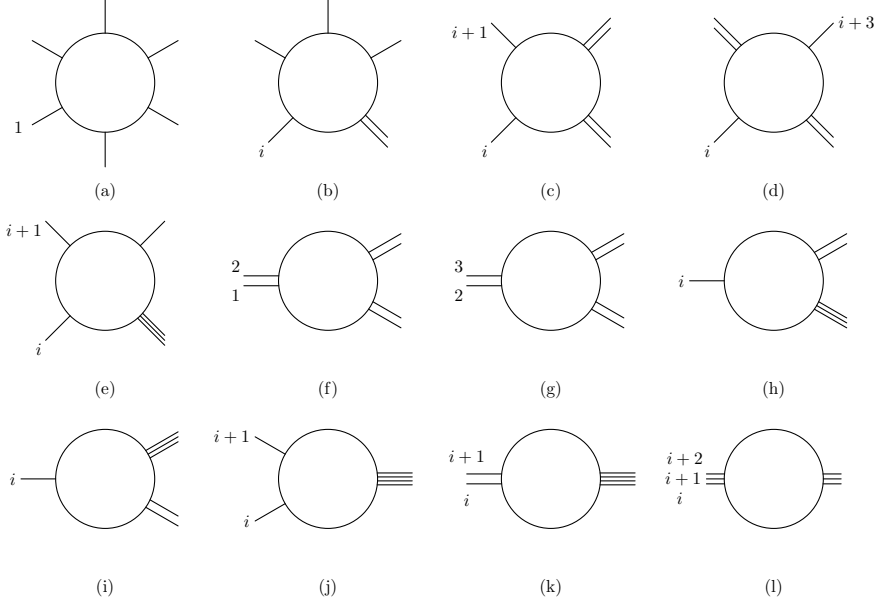 1
(a)
i
(b)
i + 1
i
(c)
i + 3
i
(d)
i + 1
i
(e)
2
1
(f)
3
2
(g)
i
(h)
i
(i)
i + 1
i
(j)
i + 1
i
(k)
i + 2
i + 1
i
(l)